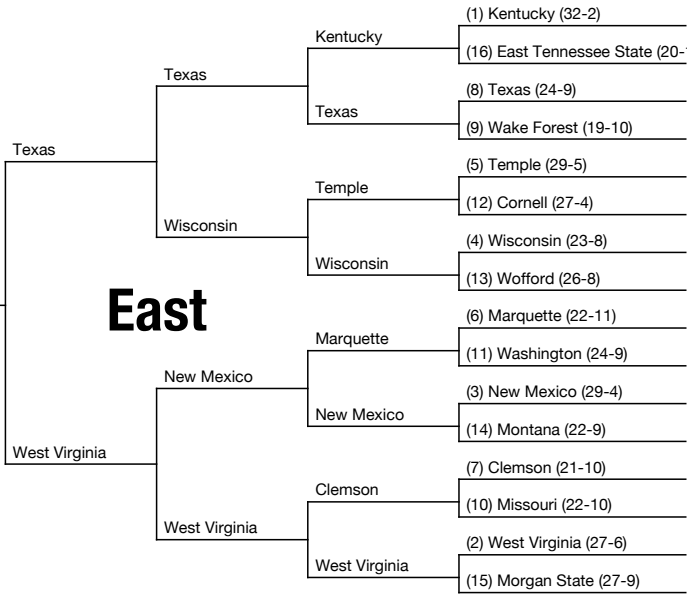 (1) Kentucky (32-2)
Kentucky
(16) East Tennessee State (20-
Texas
(8) Texas (24-9)
Texas
(9) Wake Forest (19-10)
Texas
(5) Temple (29-5)
Temple
(12) Cornell (27-4)
Wisconsin
(4) Wisconsin (23-8)
Wisconsin
(13) Wofford (26-8)
East
(6) Marquette (22-11)
Marquette
(11) Washington (24-9)
New Mexico
(3) New Mexico (29-4)
New Mexico
(14) Montana (22-9)
West Virginia
(7) Clemson (21-10)
Clemson
(10) Missouri (22-10)
West Virginia
(2) West Virginia (27-6)
West Virginia
(15) Morgan State (27-9)